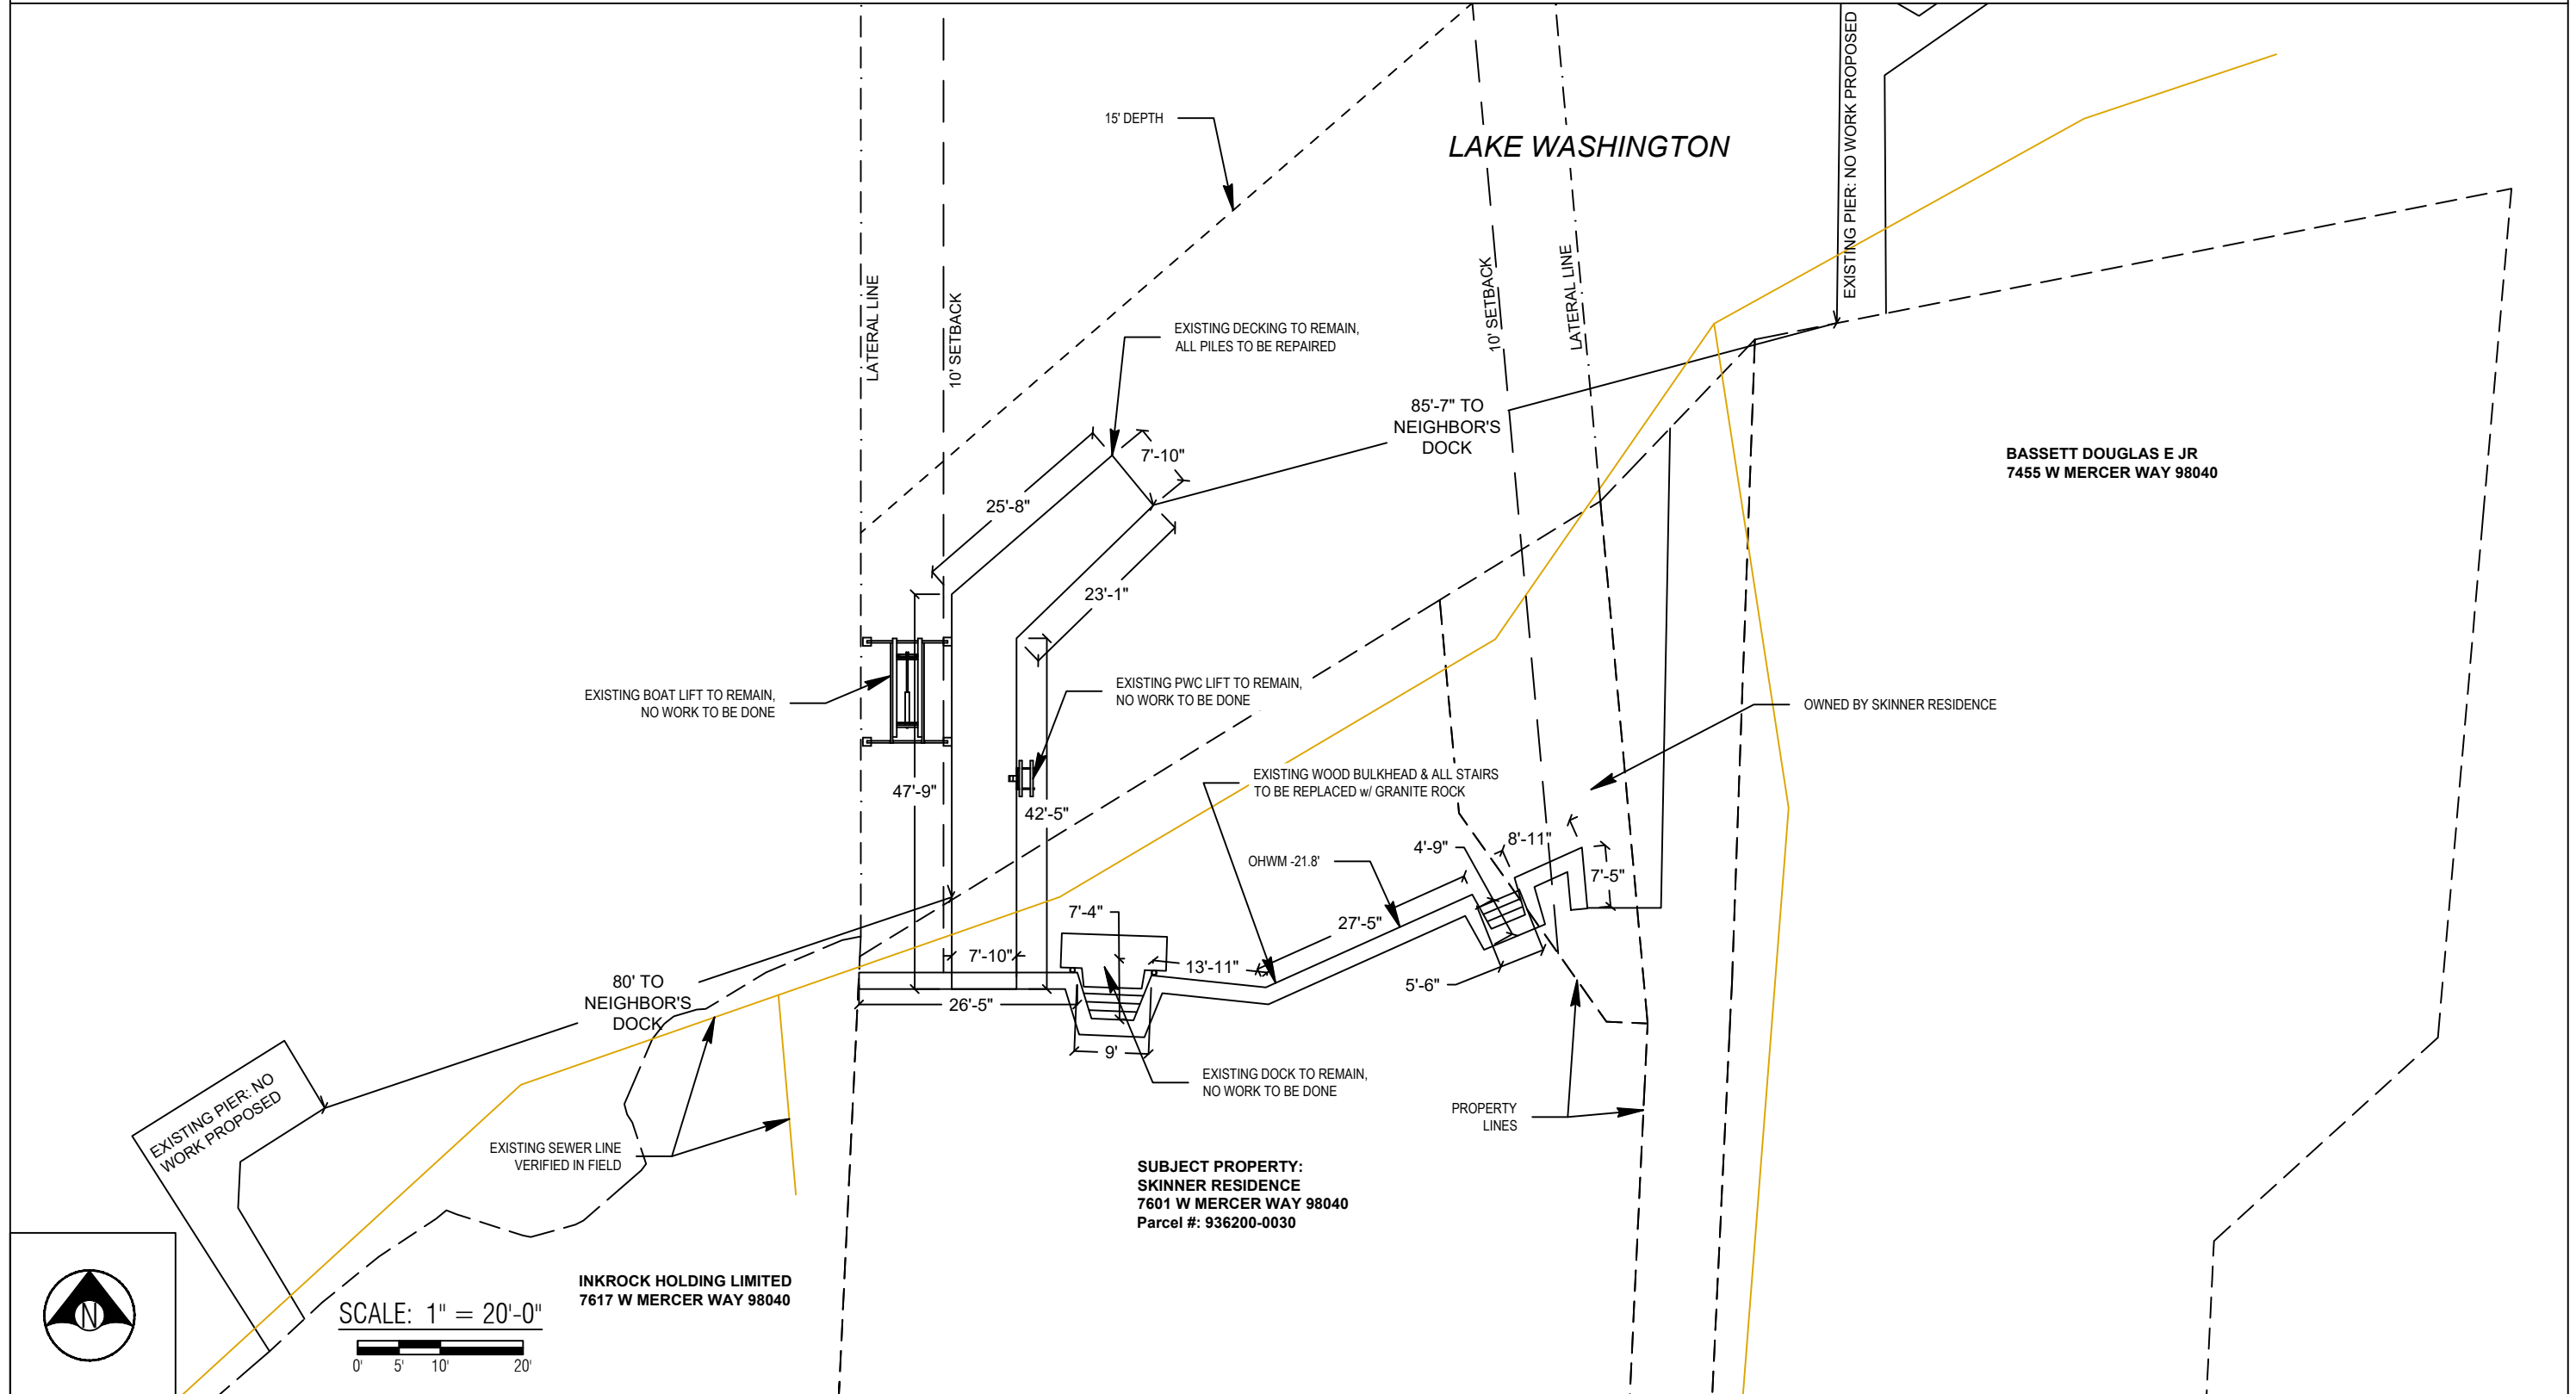 15' DEPTH
LAKE WASHINGTON
EXISTING PIER: NO WORK PROPOSED
LATERAL LINE
10' SETBACK
10' SETBACK
LATERAL LINE
EXISTING DECKING TO REMAIN,
ALL PILES TO BE REPAIRED
7'-10"
85'-7" TO
NEIGHBOR'S
DOCK
BASSETT DOUGLAS E JR
7455 W MERCER WAY 98040
25'-8"
23'-1"
EXISTING BOAT LIFT TO REMAIN,
NO WORK TO BE DONE
EXISTING PWC LIFT TO REMAIN,
NO WORK TO BE DONE
OWNED BY SKINNER RESIDENCE
47'-9"
42'-5"
EXISTING WOOD BULKHEAD & ALL STAIRS
TO BE REPLACED w/ GRANITE ROCK
4'-9"
8'-11"
OHWM -21.8'
7'-5"
7'-4"
27'-5"
7'-10"
13'-11"
80' TO
NEIGHBOR'S
DOCK
26'-5"
5'-6"
9'
EXISTING DOCK TO REMAIN,
NO WORK TO BE DONE
EXISTING PIER: NO
WORK PROPOSED
PROPERTY
LINES
EXISTING SEWER LINE
VERIFIED IN FIELD
SUBJECT PROPERTY:
SKINNER RESIDENCE
7601 W MERCER WAY 98040
Parcel #: 936200-0030
INKROCK HOLDING LIMITED
7617 W MERCER WAY 98040
N
SCALE: 1" = 20'-0"
0' 5' 10' 20'